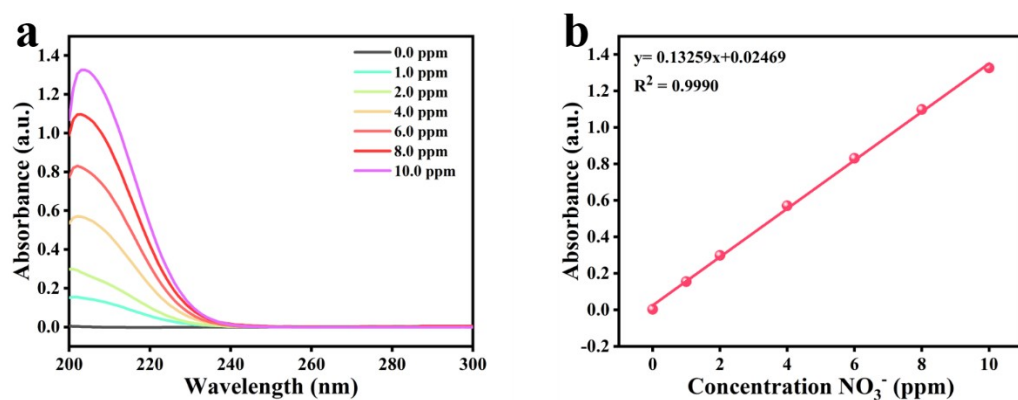 a
1.4
1.2
1.0
0.8
0.6
0.4
0.2
0.0
Absorbance (a.u.)
200 220 240 260 280 300
Wavelength (nm)
0.0 ppm
1.0 ppm
2.0 ppm
4.0 ppm
6.0 ppm
8.0 ppm
10.0 ppm
b
y= 0.13259x+0.02469
R² = 0.9990
1.4
1.2
1.0
0.8
0.6
0.4
0.2
0.0
-0.2
Absorbance (a.u.)
0 2 4 6 8 10
Concentration NO₃⁻ (ppm)